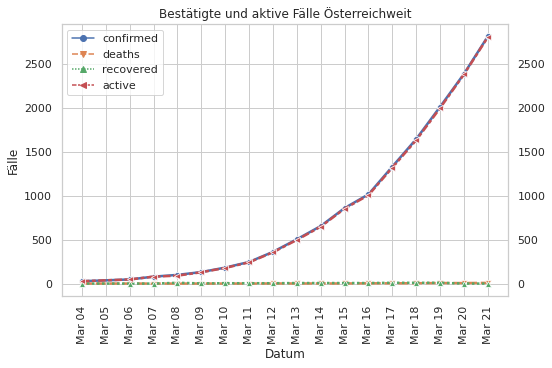 Bestätigte und aktive Fälle Österreichweit
confirmed
deaths
recovered
active
Fälle
2500
2000
1500
1000
500
0
2500
2000
1500
1000
500
0
Mar 04
Mar 05
Mar 06
Mar 07
Mar 08
Mar 09
Mar 10
Mar 11
Mar 12
Mar 13
Mar 14
Mar 15
Mar 16
Mar 17
Mar 18
Mar 19
Mar 20
Mar 21
Datum